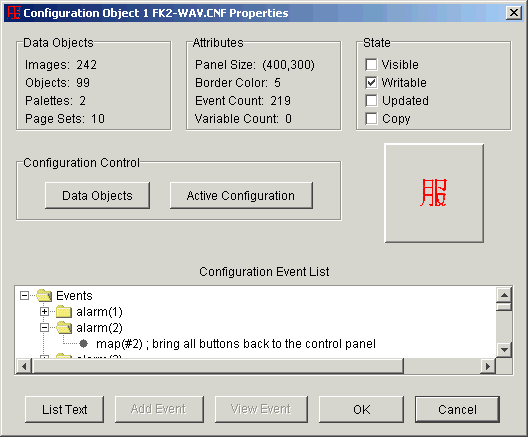 Configuration Object 1 FK2-WAV.CNF Properties
Data Objects
Images: 242
Objects: 99
Palettes: 2
Page Sets: 10
Attributes
Panel Size: (400,300)
Border Color: 5
Event Count: 219
Variable Count: 0
State
Visible
Writable
Updated
Copy
Configuration Control
Data Objects
Active Configuration
服
Configuration Event List
Events
alarm(1)
alarm(2)
map(#2) ; bring all buttons back to the control panel
List Text
Add Event
View Event
OK
Cancel